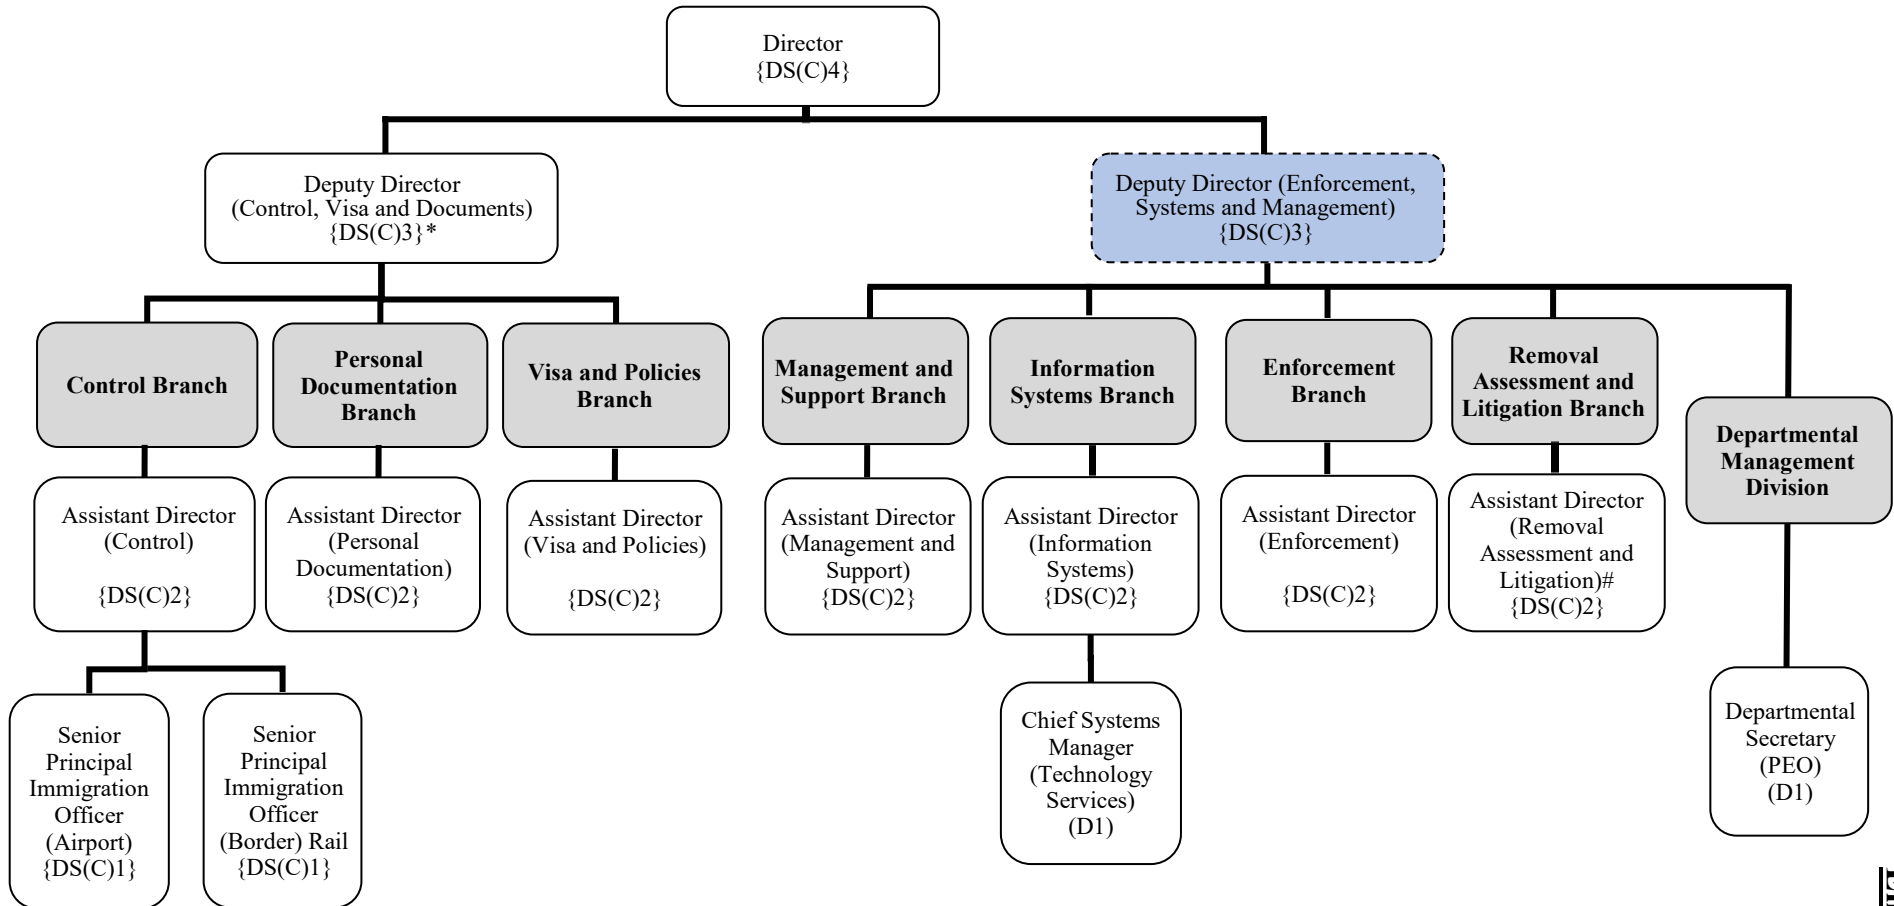 Director
{DS(C)4}
Deputy Director
(Control, Visa and Documents)
{DS(C)3}*
Deputy Director (Enforcement,
Systems and Management)
{DS(C)3}
Control Branch
Personal
Documentation
Branch
Visa and Policies
Branch
Management and
Support Branch
Information
Systems Branch
Enforcement
Branch
Removal
Assessment and
Litigation Branch
Departmental
Management
Division
Assistant Director
(Control)
{DS(C)2}
Assistant Director
(Personal
Documentation)
{DS(C)2}
Assistant Director
(Visa and Policies)
{DS(C)2}
Assistant Director
(Management and
Support)
{DS(C)2}
Assistant Director
(Information
Systems)
{DS(C)2}
Assistant Director
(Enforcement)
{DS(C)2}
Assistant Director
(Removal
Assessment and
Litigation)#
{DS(C)2}
Senior
Principal
Immigration
Officer
(Airport)
{DS(C)1}
Senior
Principal
Immigration
Officer
(Border) Rail
{DS(C)1}
Chief Systems
Manager
(Technology
Services)
(D1)
Departmental
Secretary
(PEO)
(D1)